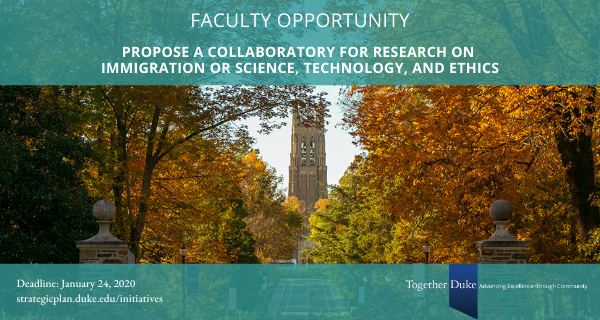 FACULTY OPPORTUNITY
PROPOSE A COLLABORATORY FOR RESEARCH ON
IMMIGRATION OR SCIENCE, TECHNOLOGY, AND ETHICS
Deadline: January 24, 2020
strategicplan.duke.edu/initiatives
Together Duke Advancing Excellence through Community